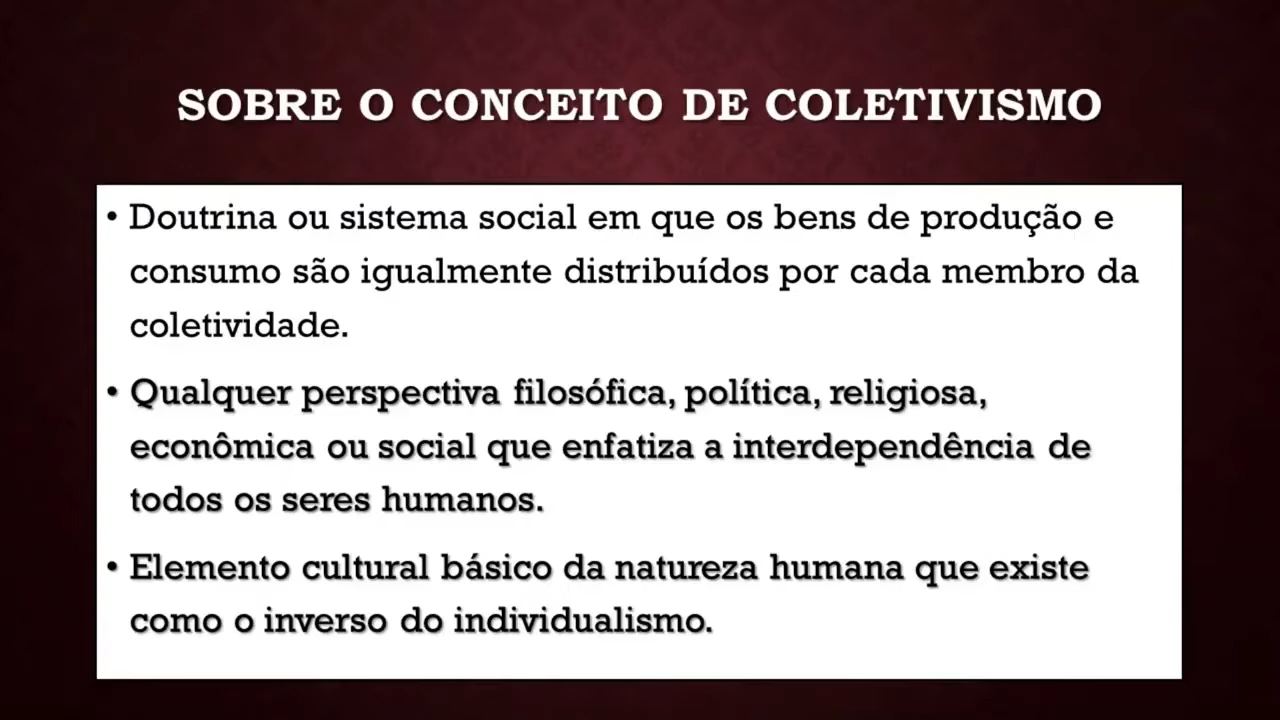 SOBRE O CONCEITO DE COLETIVISMO
• Doutrina ou sistema social em que os bens de produção e
consumo são igualmente distribuídos por cada membro da
coletividade.
• Qualquer perspectiva filosófica, política, religiosa,
econômica ou social que enfatiza a interdependência de
todos os seres humanos.
• Elemento cultural básico da natureza humana que existe
como o inverso do individualismo.